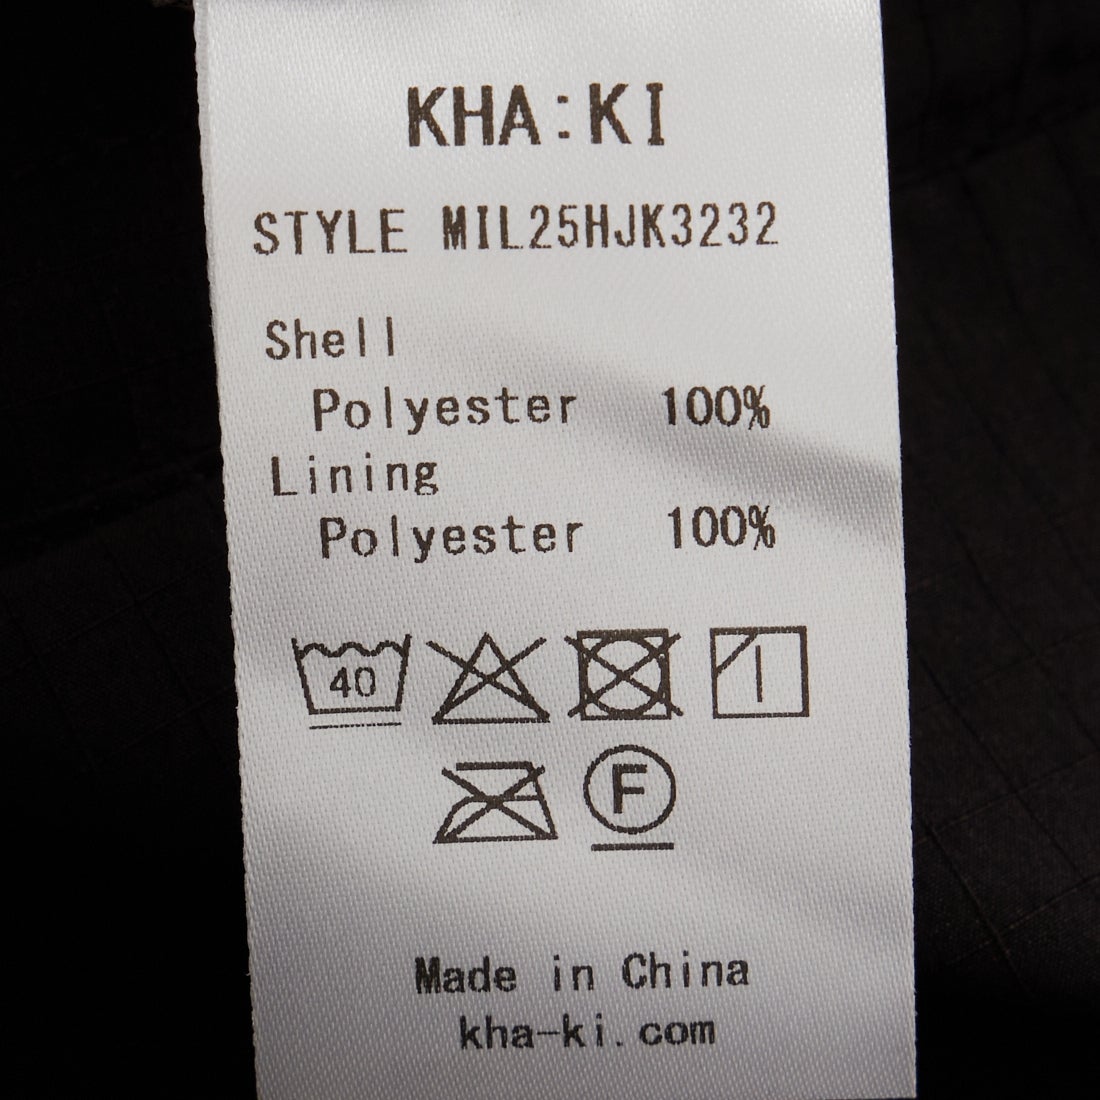 KHA:KI
STYLE MIL25HJK3232
Shell
Polyester 100%
Lining
Polyester 100%
40
F
Made in China
kha-ki.com